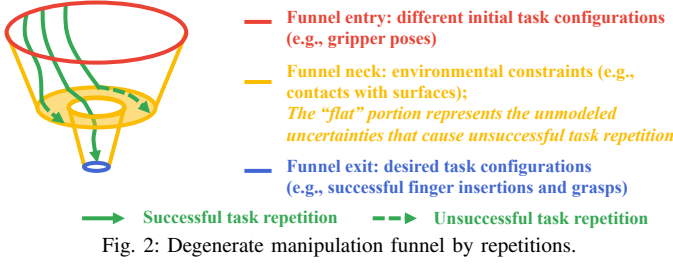 Funnel entry: different initial task configurations
(e.g., gripper poses)
Funnel neck: environmental constraints (e.g.,
contacts with surfaces);
The “flat” portion represents the unmodeled
uncertainties that cause unsuccessful task repetition
Funnel exit: desired task configurations
(e.g., successful finger insertions and grasps)
Successful task repetition
Unsuccessful task repetition
Fig. 2: Degenerate manipulation funnel by repetitions.